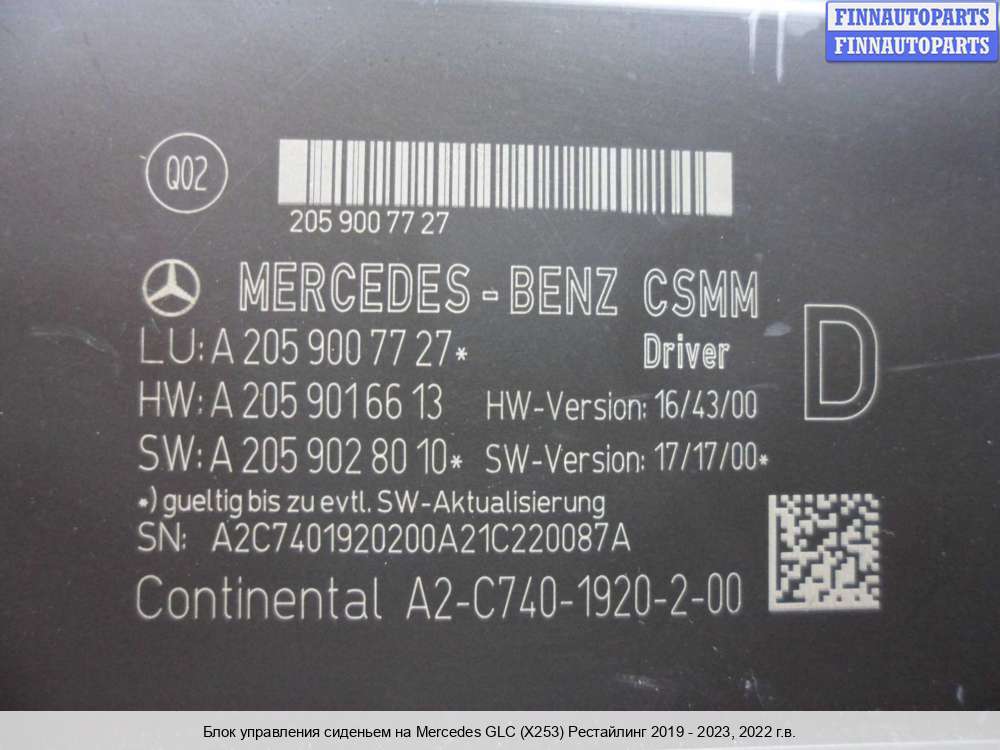 FINNAUTOPARTS
FINNAUTOPARTS
Q02
205 900 77 27
MERCEDES-BENZ CSMM
LU: A 205 900 77 27* Driver
D
HW: A 205 901 66 13 HW-Version: 16/43/00
SW: A 205 902 80 10* SW-Version: 17/17/00*
*) gueltig bis zu evtl. SW-Aktualisierung
SN: A2C7401920200A21C220087A
Continental A2-C740-1920-2-00
Блок управления сиденьем на Mercedes GLC (X253) Рестайлинг 2019 - 2023, 2022 г.в.